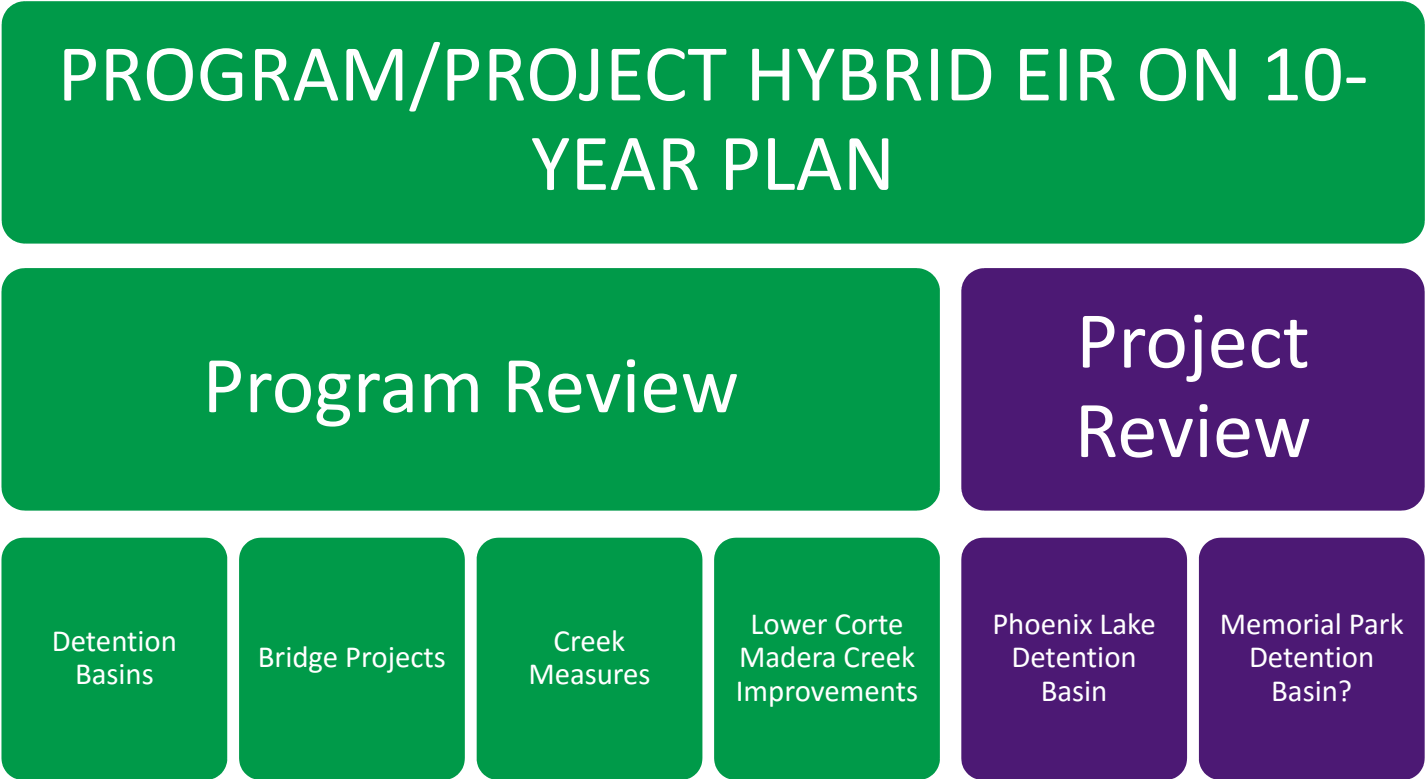 PROGRAM/PROJECT HYBRID EIR ON 10-
YEAR PLAN
Program Review
Project
Review
Detention
Basins
Bridge Projects
Creek
Measures
Lower Corte
Madera Creek
Improvements
Phoenix Lake
Detention
Basin
Memorial Park
Detention
Basin?